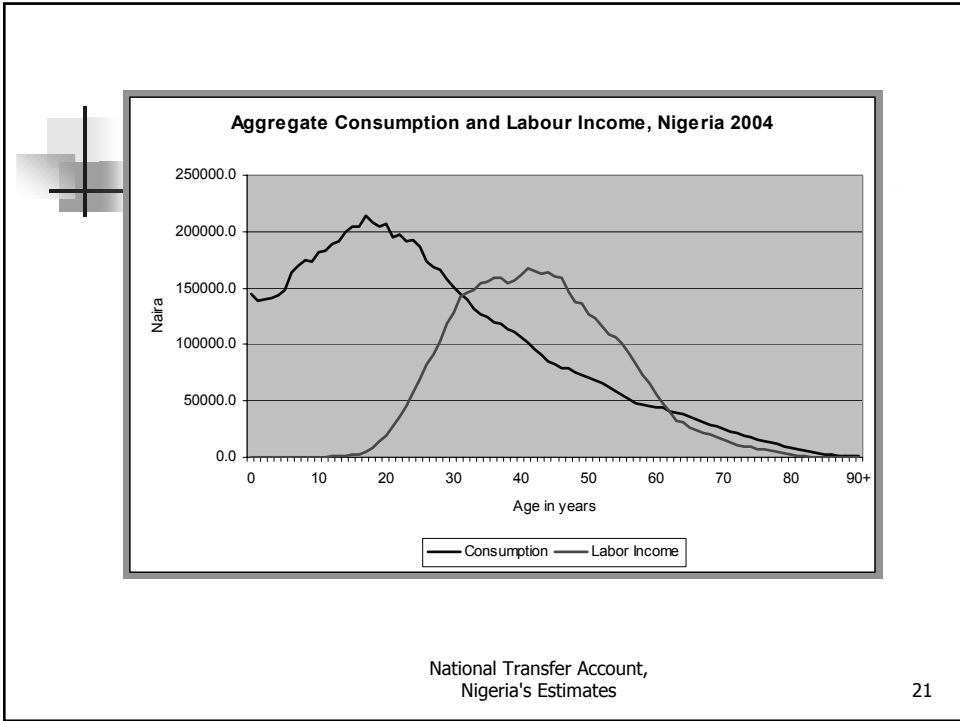 Aggregate Consumption and Labour Income, Nigeria 2004
250000.0
200000.0
150000.0
100000.0
50000.0
0.0
Naira
0 10 20 30 40 50 60 70 80 90+
Age in years
Consumption Labor Income
National Transfer Account,
Nigeria's Estimates
21